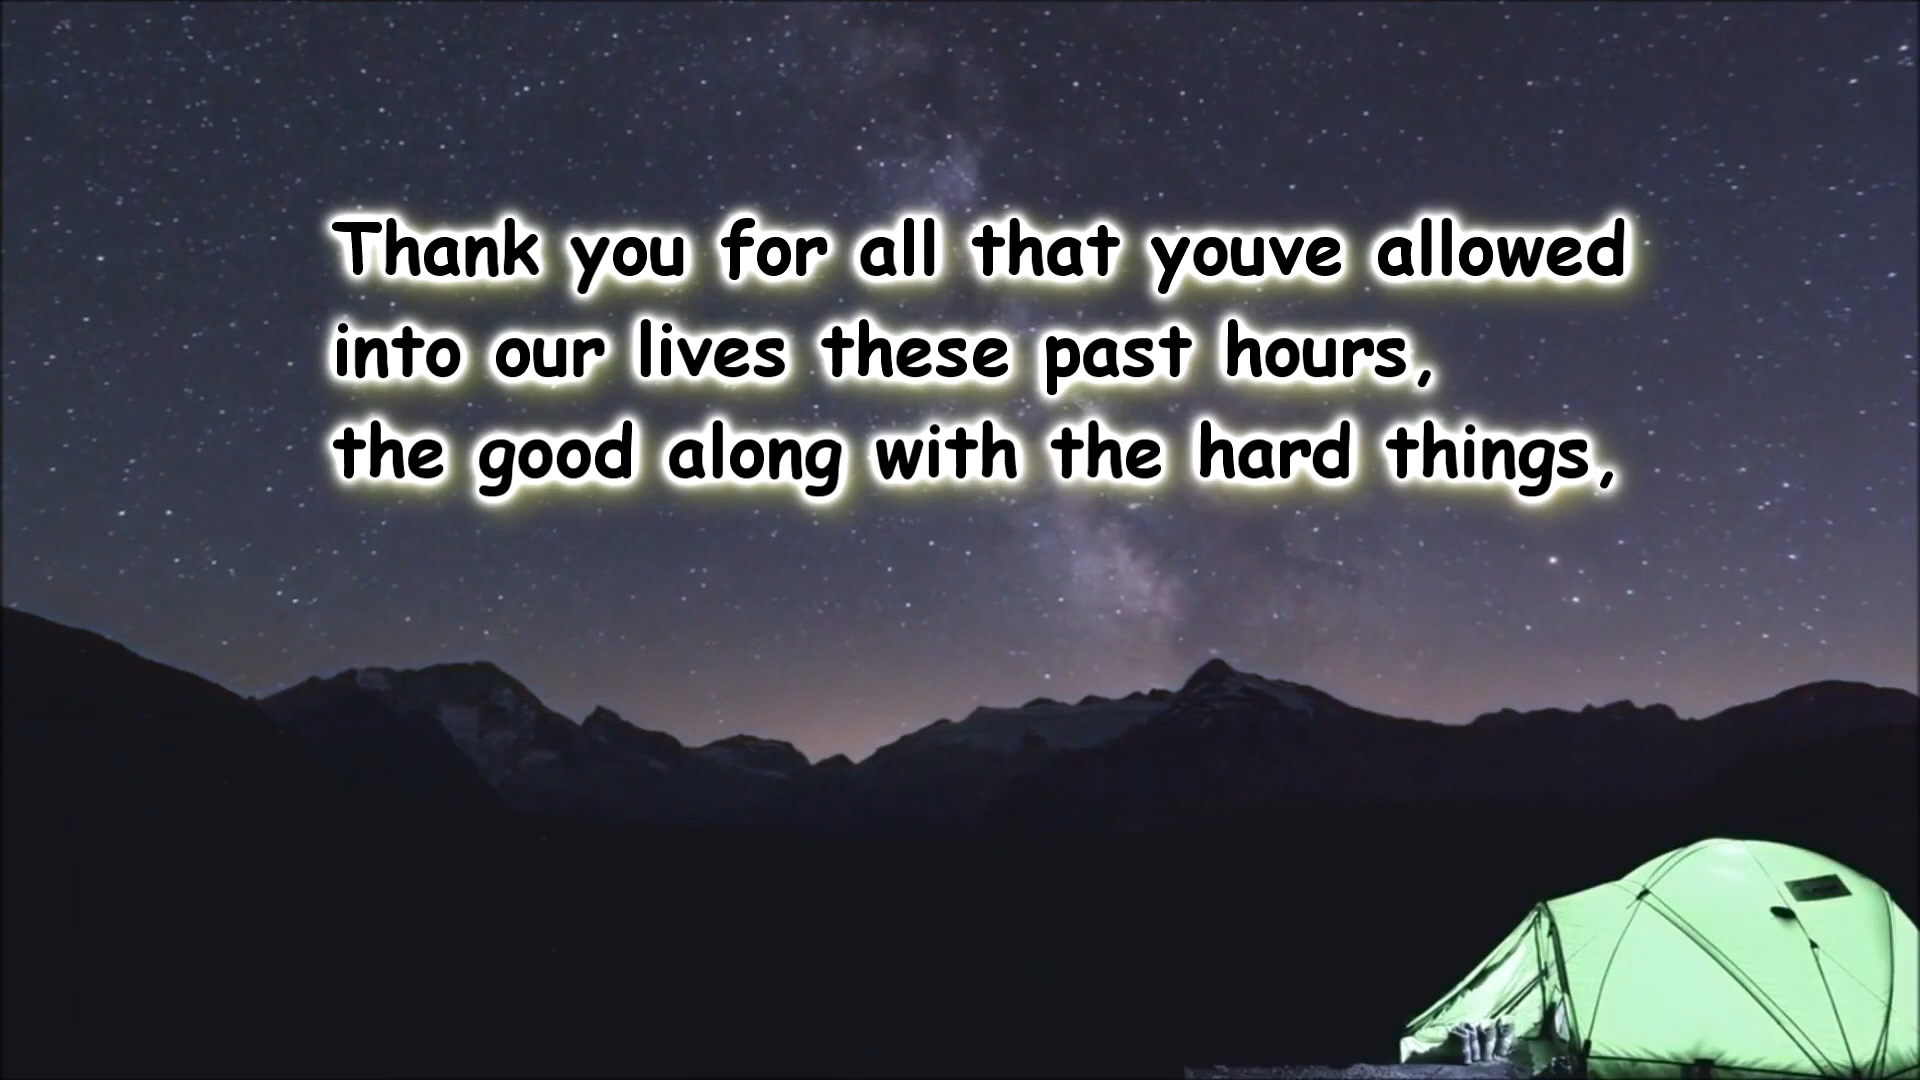 Thank you for all that youve allowed
into our lives these past hours,
the good along with the hard things,